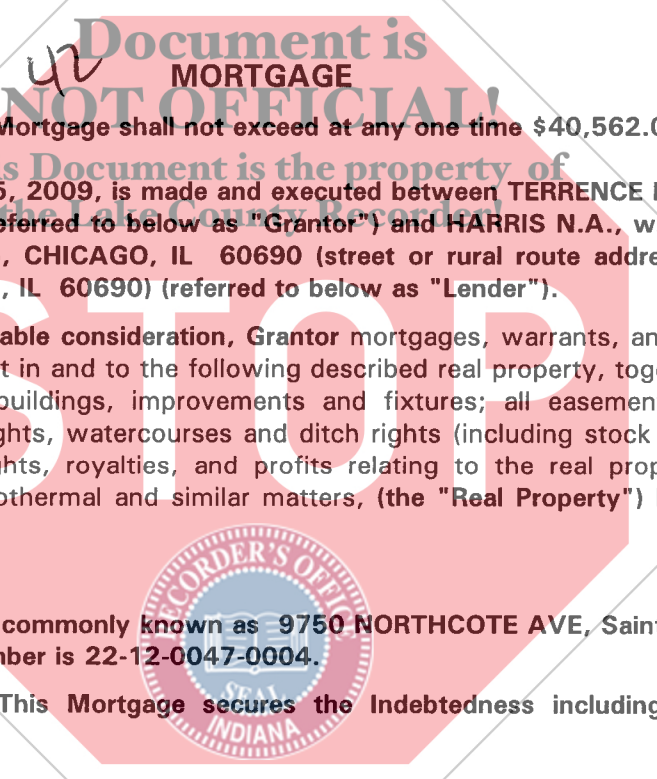 Document is
42
MORTGAGE
NOT OFFICIAL!
Mortgage shall not exceed at any one time $40,562.0
s Document is the property of
5, 2009, is made and executed between TERRENCE
the Lake County Recorder!
eferred to below as "Grantor") and HARRIS N.A., w
., CHICAGO, IL 60690 (street or rural route addre
, IL 60690) (referred to below as "Lender").
able consideration, Grantor mortgages, warrants, an
t in and to the following described real property, toge
buildings, improvements and fixtures; all easemen
ghts, watercourses and ditch rights (including stock
STOP
ghts, royalties, and profits relating to the real prop
othermal and similar matters, (the "Real Property")
RECORDER'S OFFICE
commonly known as 9750 NORTHCOTE AVE, Saint
ber is 22-12-0047-0004.
SEAL
This Mortgage secures the Indebtedness including
INDIANA